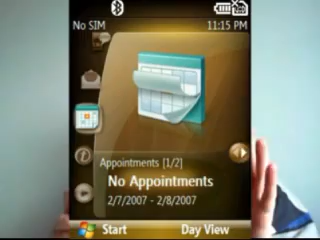 No SIM
11:15 PM
Appointments [1/2]
No Appointments
2/7/2007 - 2/8/2007
Start
Day View